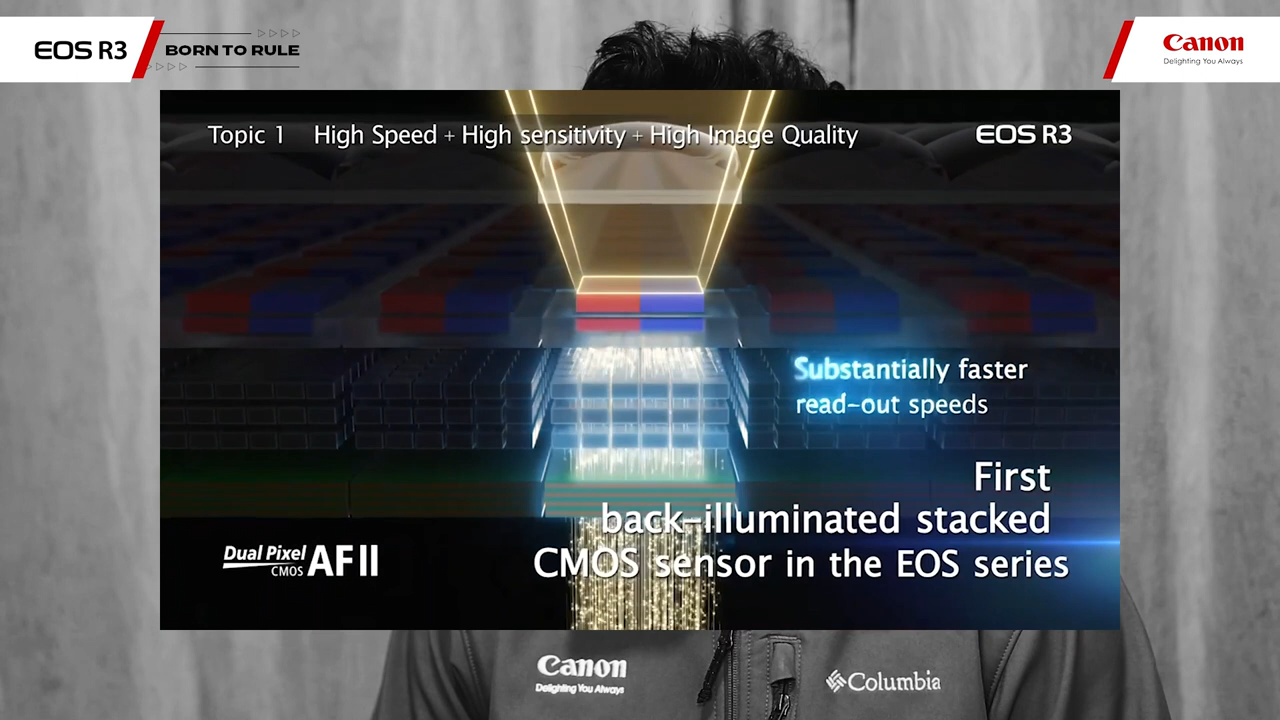 EOS R3
BORN TO RULE
Canon
Delighting You Always
Topic 1 High Speed + High sensitivity + High Image Quality
EOS R3
Substantially faster
read-out speeds
First
back-illuminated stacked
CMOS sensor in the EOS series
Dual Pixel
CMOS AF II
Canon
Delighting You Always
Columbia